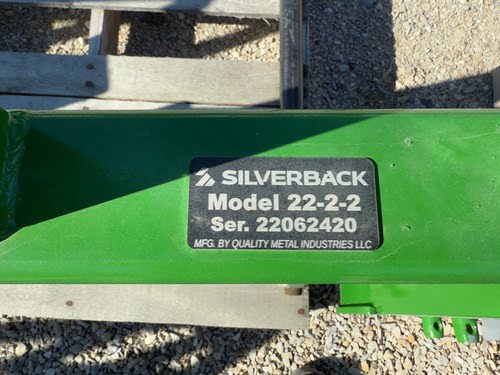 SILVERBACK
Model 22-2-2
Ser. 22062420
MFG. BY QUALITY METAL INDUSTRIES LLC